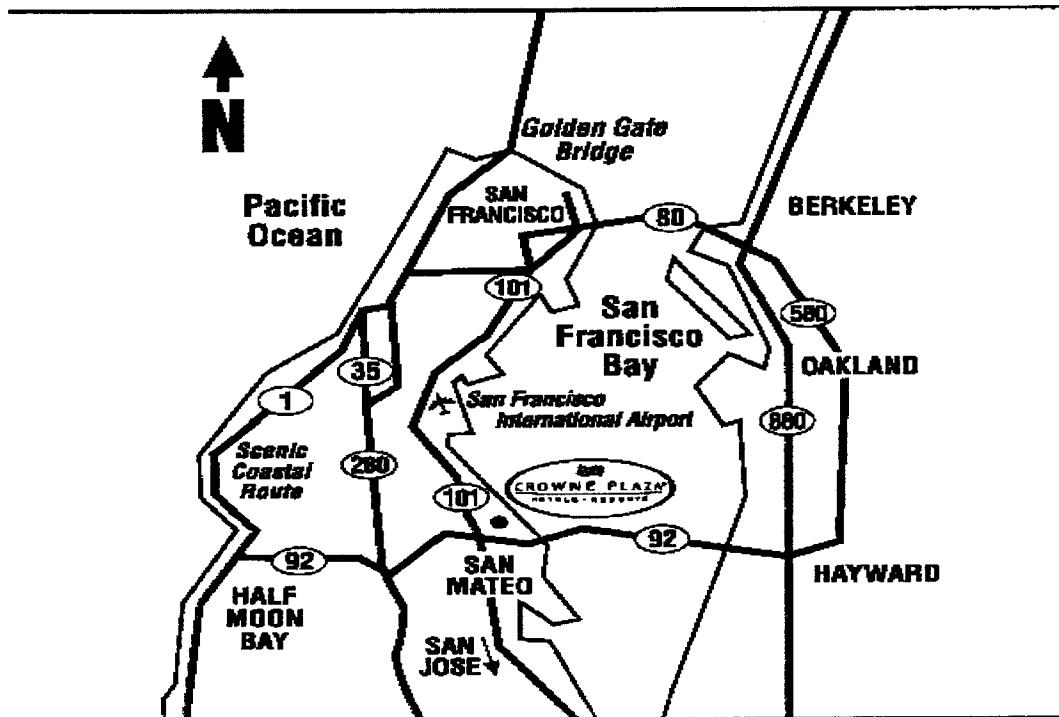 N
Golden Gate
Bridge
Pacific
Ocean
SAN
FRANCISCO
80
BERKELEY
101
San
Francisco
Bay
580
OAKLAND
35
1
San Francisco
International Airport
880
Scenic
Coastal
Route
280
101
CROWNE PLAZA
HOTELS • RESORTS
92
92
SAN
MATEO
HAYWARD
HALF
MOON
BAY
SAN
JOSE